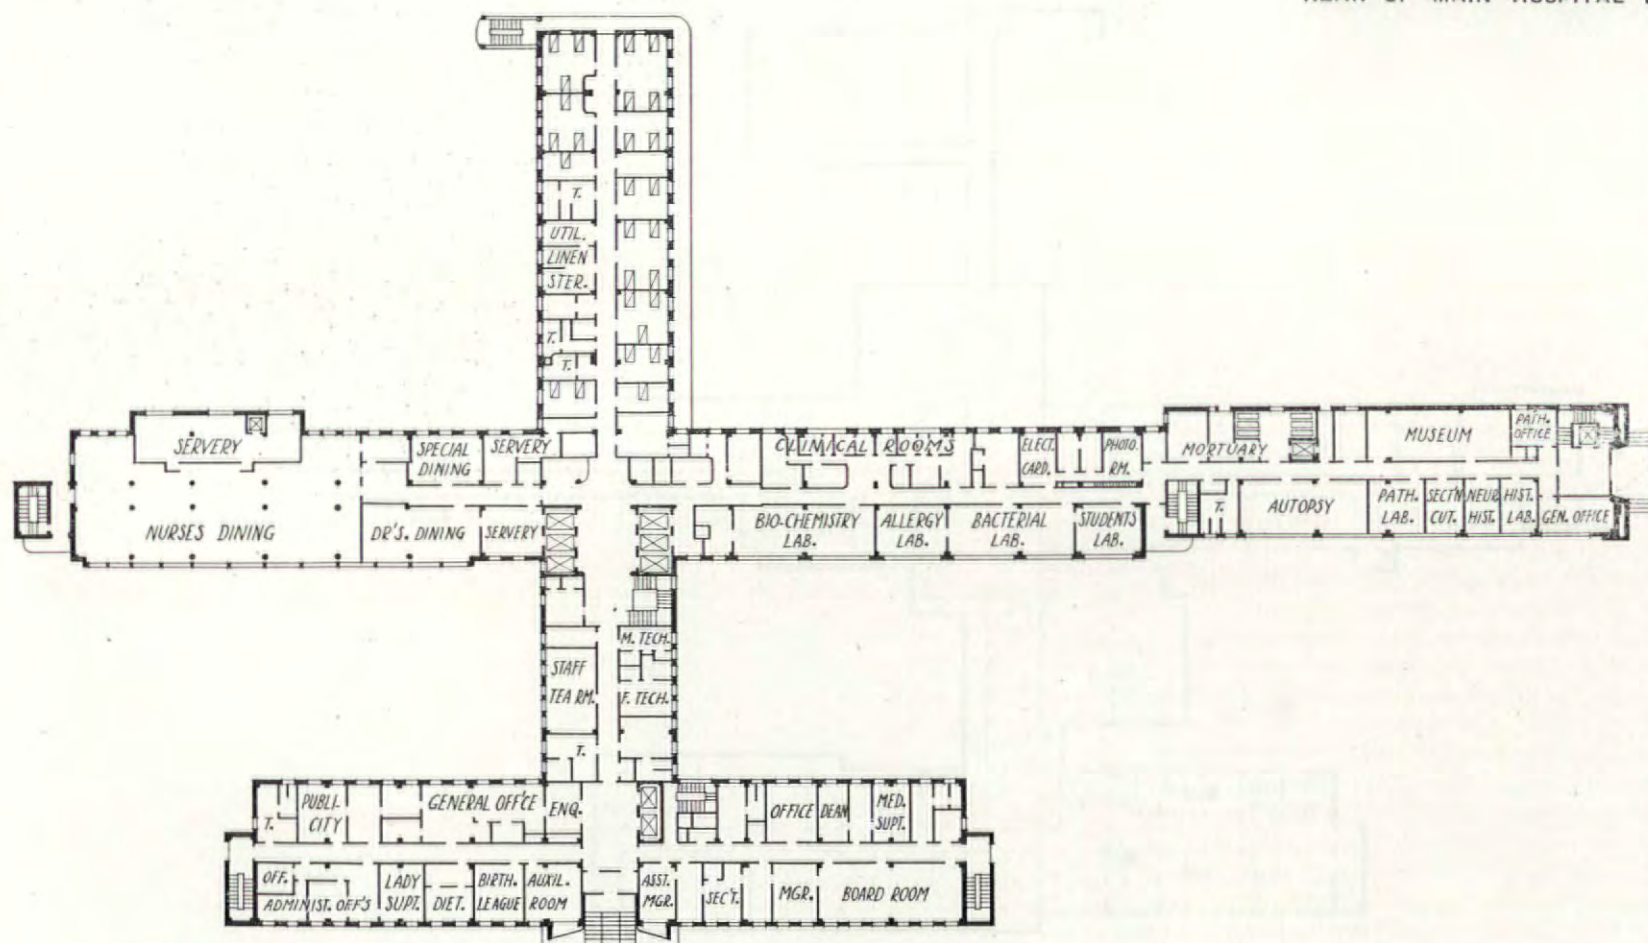 T.
UTIL.
LINEN
STER.
T.
T.
SERVERY
SPECIAL
DINING
SERVERY
CLINICAL ROOMS
ELECT.
CARD.
PHOTO.
RM.
MORTUARY
MUSEUM
PATH.
OFFICE
NURSES DINING
DR'S. DINING
SERVERY
BIO-CHEMISTRY
LAB.
ALLERGY
LAB.
BACTERIAL
LAB.
STUDENTS
LAB.
T.
AUTOPSY
PATH.
LAB.
SECT'N
CUT.
NEUR.
HIST.
HIST.
LAB.
GEN. OFFICE
M. TECH.
STAFF
TEA RM.
F. TECH.
T.
T.
PUBLI-
CITY
GENERAL OFF'CE
ENQ.
OFFICE
DEAN
MED.
SUPT.
OFF.
ADMINIST. OFF'S
LADY
SUPT.
DIET.
BIRTH.
LEAGUE
AUXIL.
ROOM
ASST.
MGR.
SEC'T.
MGR.
BOARD ROOM